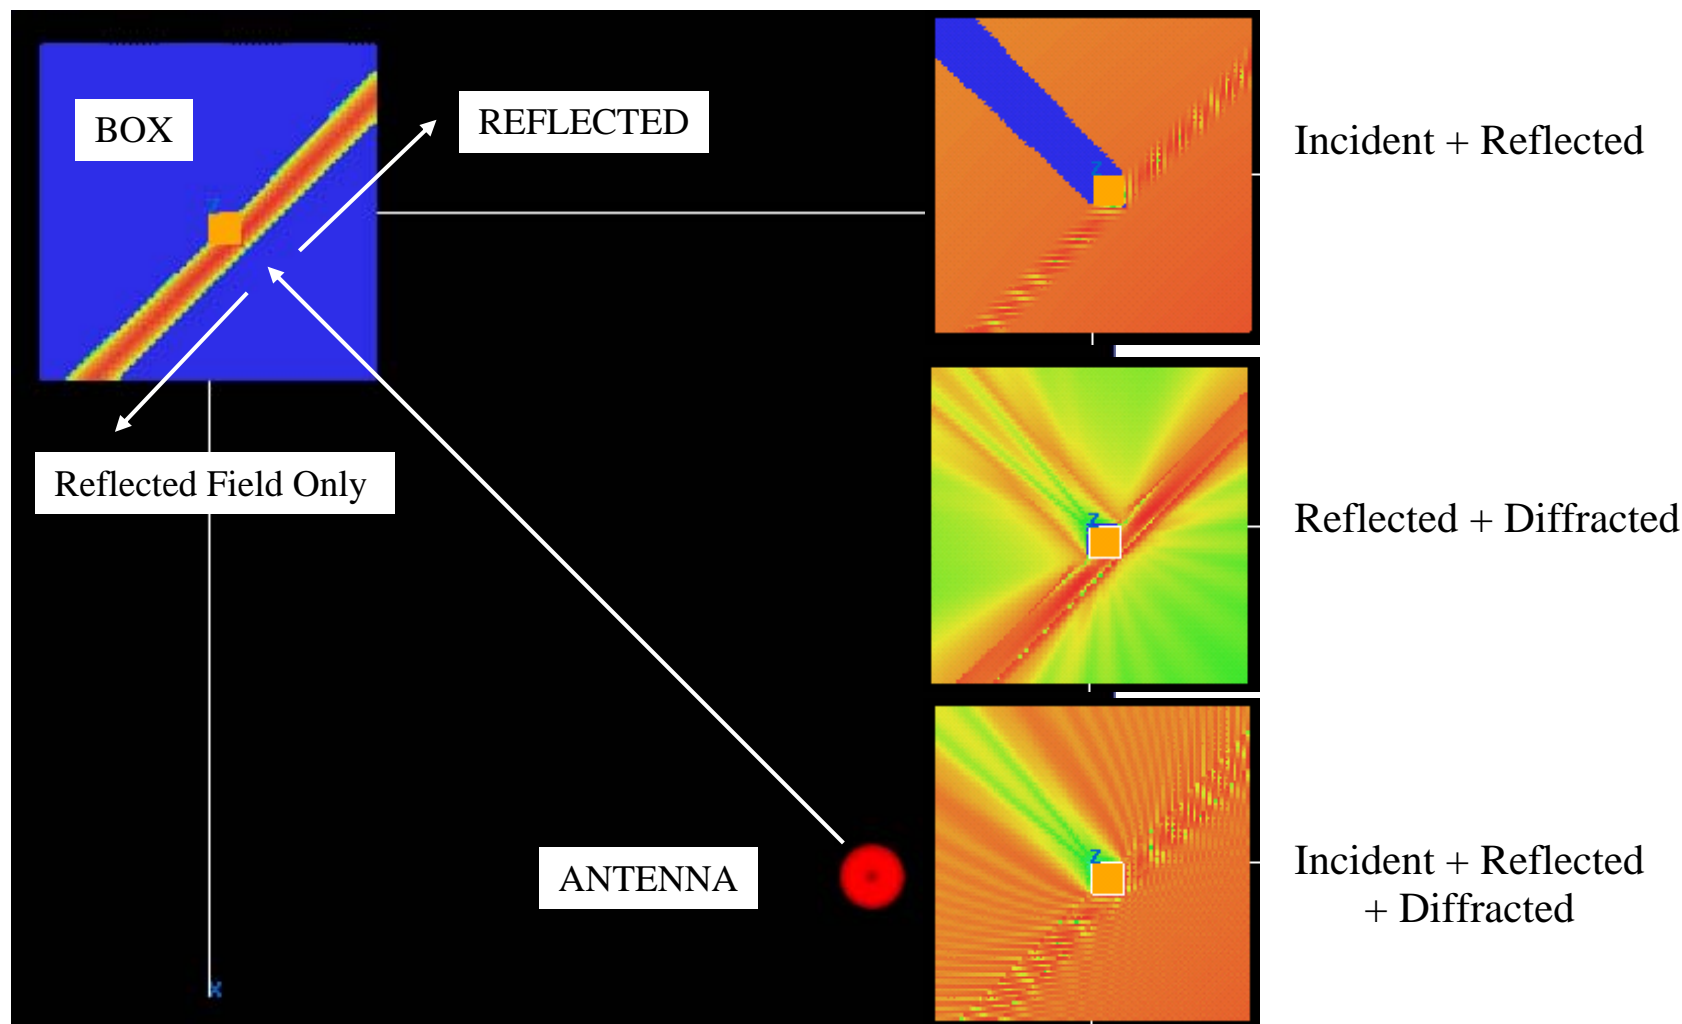 BOX
REFLECTED
Reflected Field Only
ANTENNA
X
Z
Incident + Reflected
Z
Reflected + Diffracted
Z
Incident + Reflected
+ Diffracted
Z